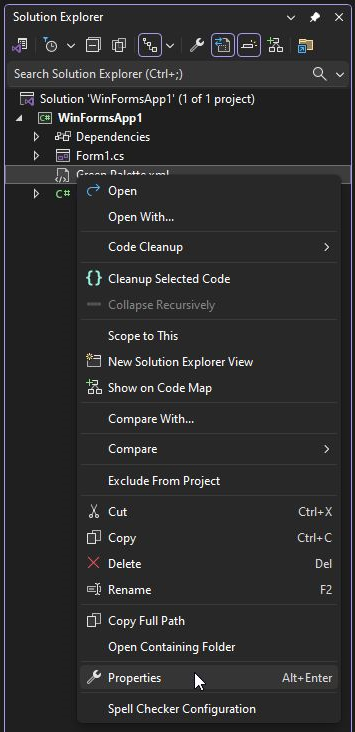 Solution Explorer
Search Solution Explorer (Ctrl+;)
Solution 'WinFormsApp1' (1 of 1 project)
C# WinFormsApp1
Dependencies
Form1.cs
Green Palette.xml
C#
Open
Open With...
Code Cleanup
Cleanup Selected Code
Collapse Recursively
Scope to This
New Solution Explorer View
Show on Code Map
Compare With...
Compare
Exclude From Project
Cut Ctrl+X
Copy Ctrl+C
Delete Del
Rename F2
Copy Full Path
Open Containing Folder
Properties Alt+Enter
Spell Checker Configuration